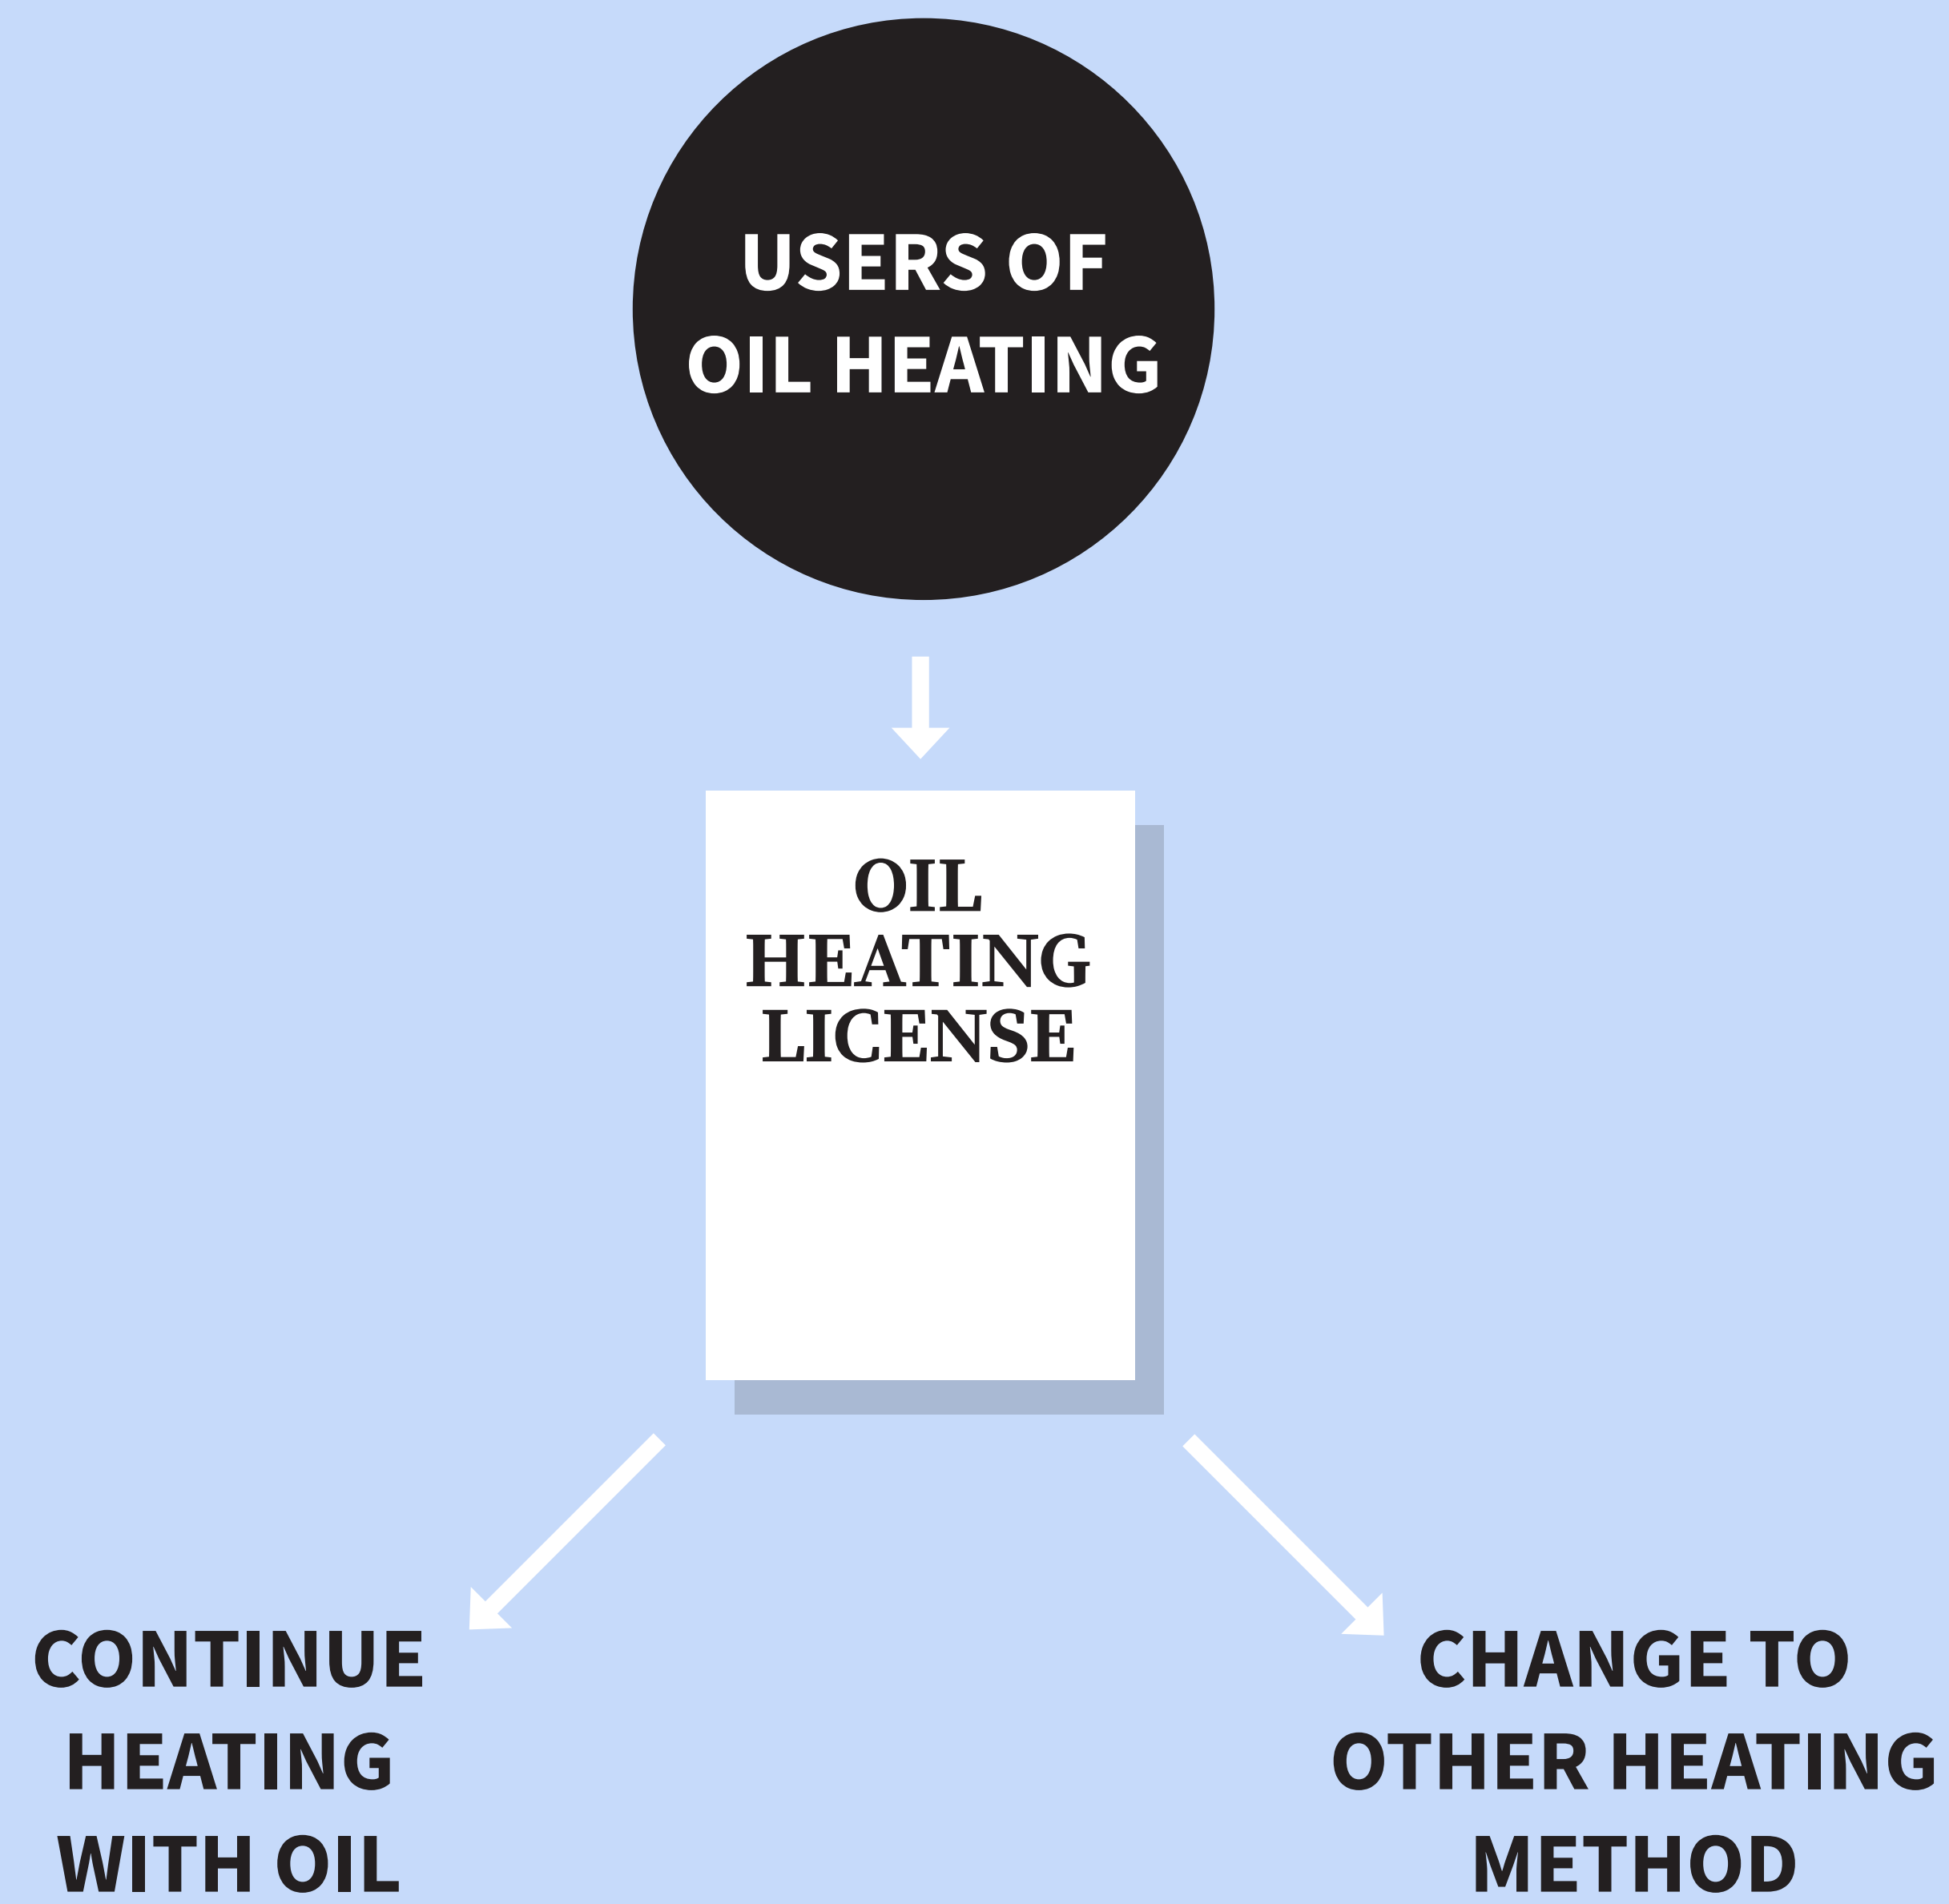 USERS OF
OIL HEATING
OIL
HEATING
LICENSE
CONTINUE
HEATING
WITH OIL
CHANGE TO
OTHER HEATING
METHOD